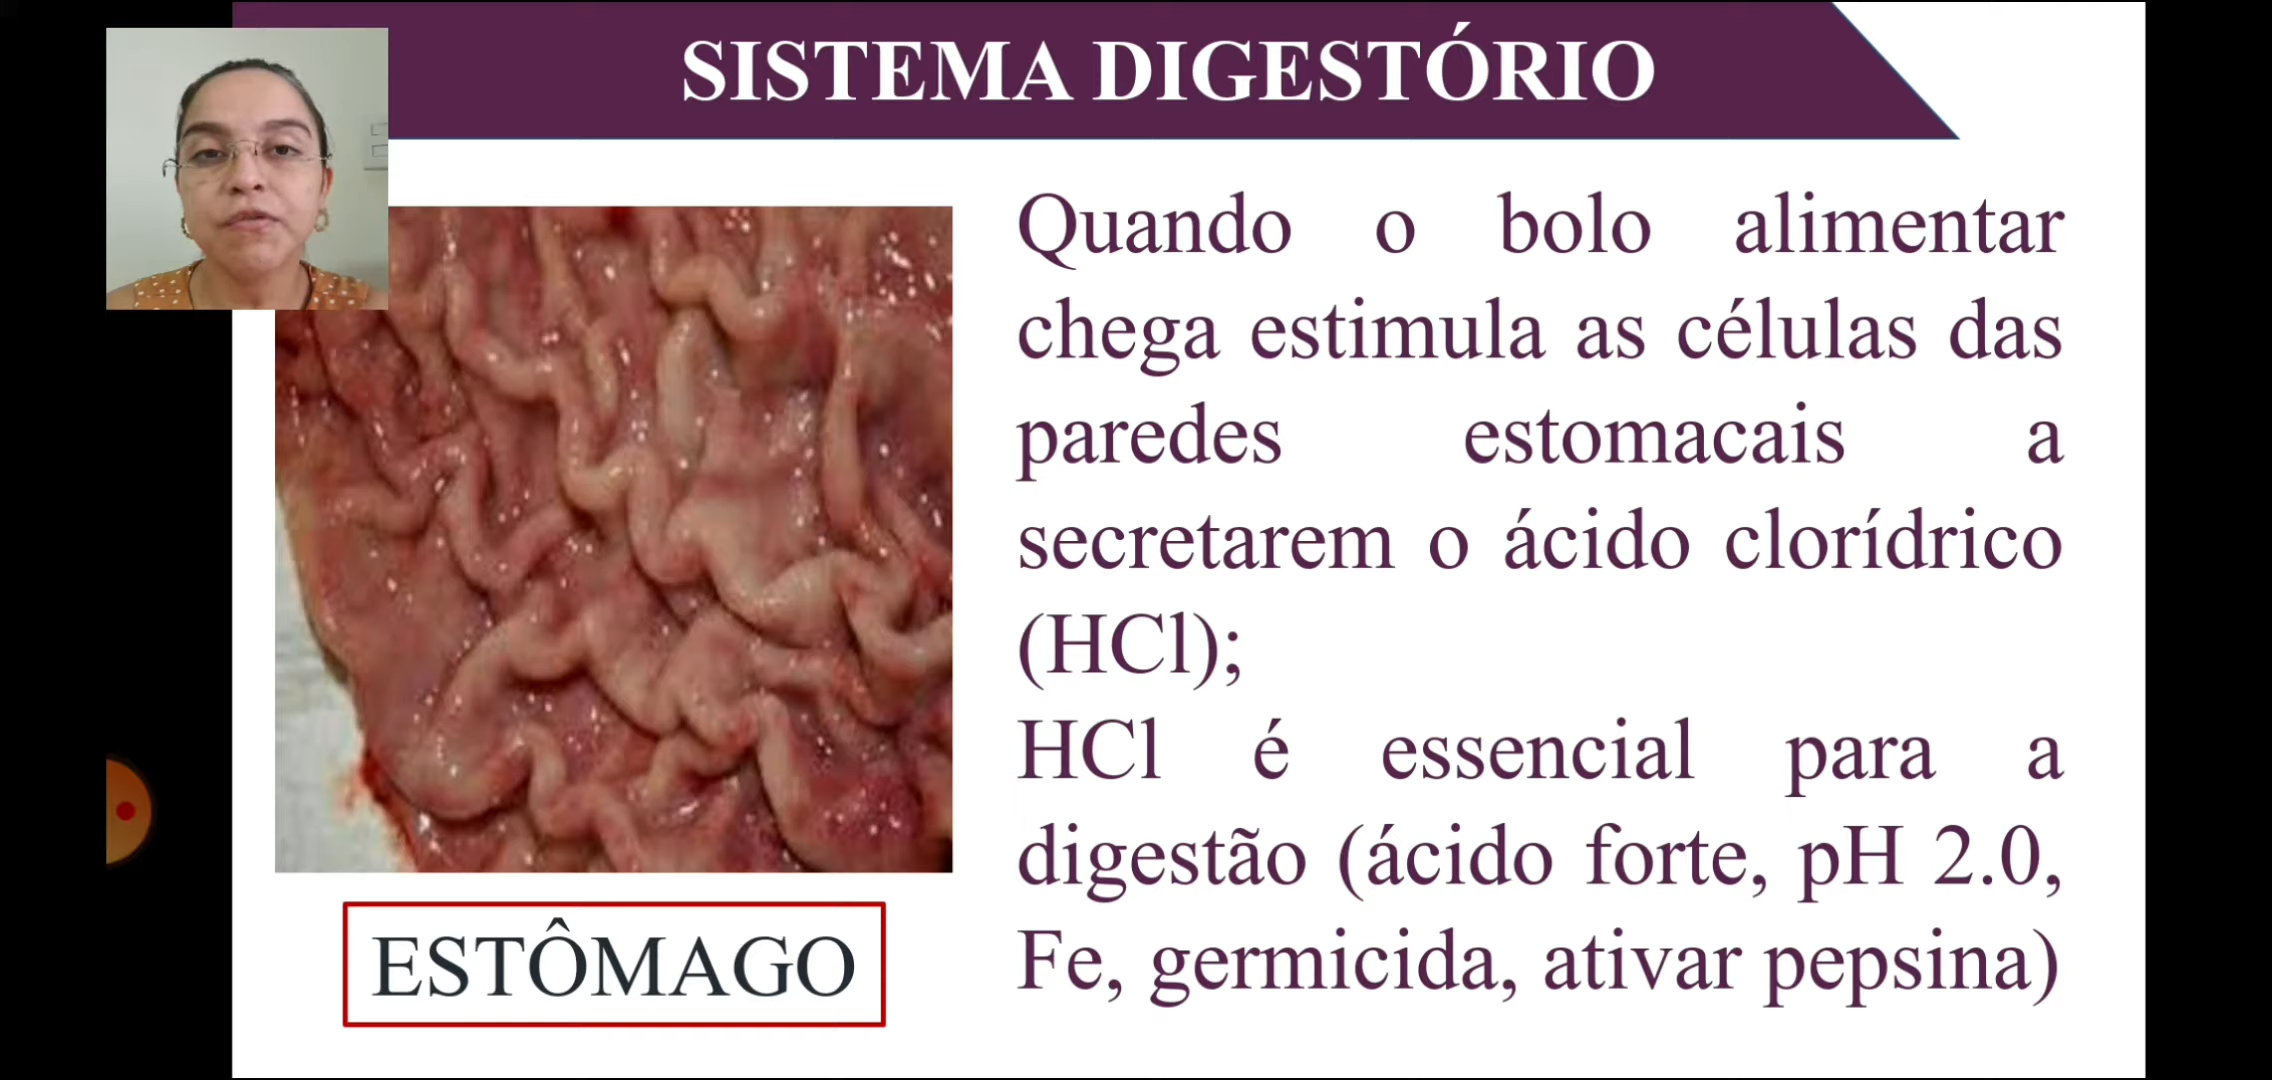 SISTEMA DIGESTÓRIO
Quando o bolo alimentar
chega estimula as células das
paredes estomacais a
secretarem o ácido clorídrico
(HCl);
HCl é essencial para a
digestão (ácido forte, pH 2.0,
Fe, germicida, ativar pepsina)
ESTÔMAGO